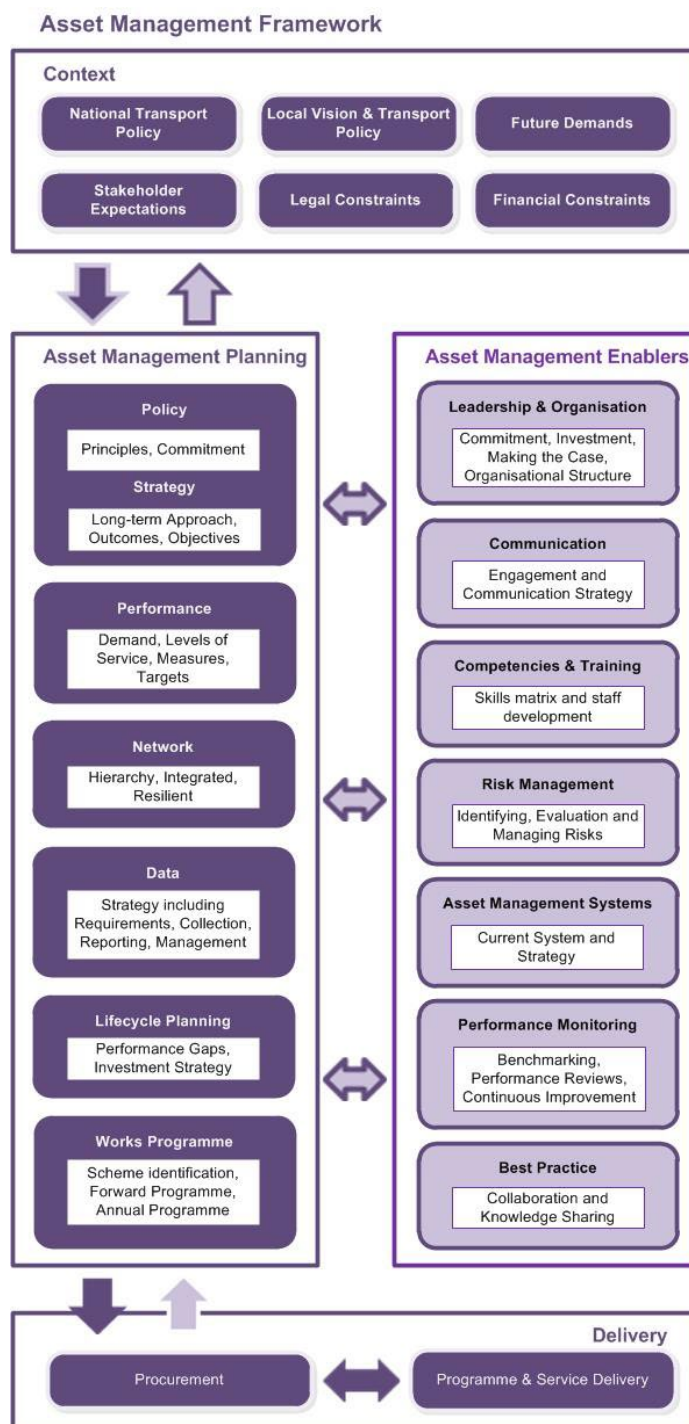 Asset Management Framework
Context
National Transport
Policy
Local Vision & Transport
Policy
Future Demands
Stakeholder
Expectations
Legal Constraints
Financial Constraints
Asset Management Planning
Policy
Principles, Commitment
Strategy
Long-term Approach,
Outcomes, Objectives
Performance
Demand, Levels of
Service, Measures,
Targets
Network
Hierarchy, Integrated,
Resilient
Data
Strategy including
Requirements, Collection,
Reporting, Management
Lifecycle Planning
Performance Gaps,
Investment Strategy
Works Programme
Scheme identification,
Forward Programme,
Annual Programme
Asset Management Enablers
Leadership & Organisation
Commitment, Investment,
Making the Case,
Organisational Structure
Communication
Engagement and
Communication Strategy
Competencies & Training
Skills matrix and staff
development
Risk Management
Identifying, Evaluation and
Managing Risks
Asset Management Systems
Current System and
Strategy
Performance Monitoring
Benchmarking,
Performance Reviews,
Continuous Improvement
Best Practice
Collaboration and
Knowledge Sharing
Delivery
Procurement
Programme & Service Delivery